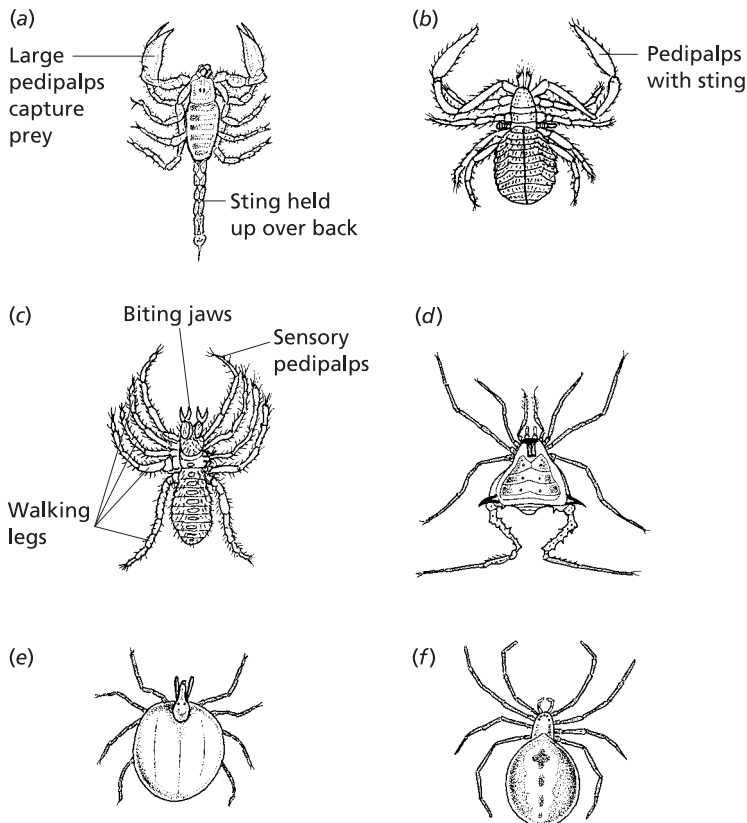 (a)
Large
pedipalps
capture
prey
Sting held
up over back
(b)
Pedipalps
with sting
(c)
Biting jaws
Sensory
pedipalps
Walking
legs
(d)
(e)
(f)